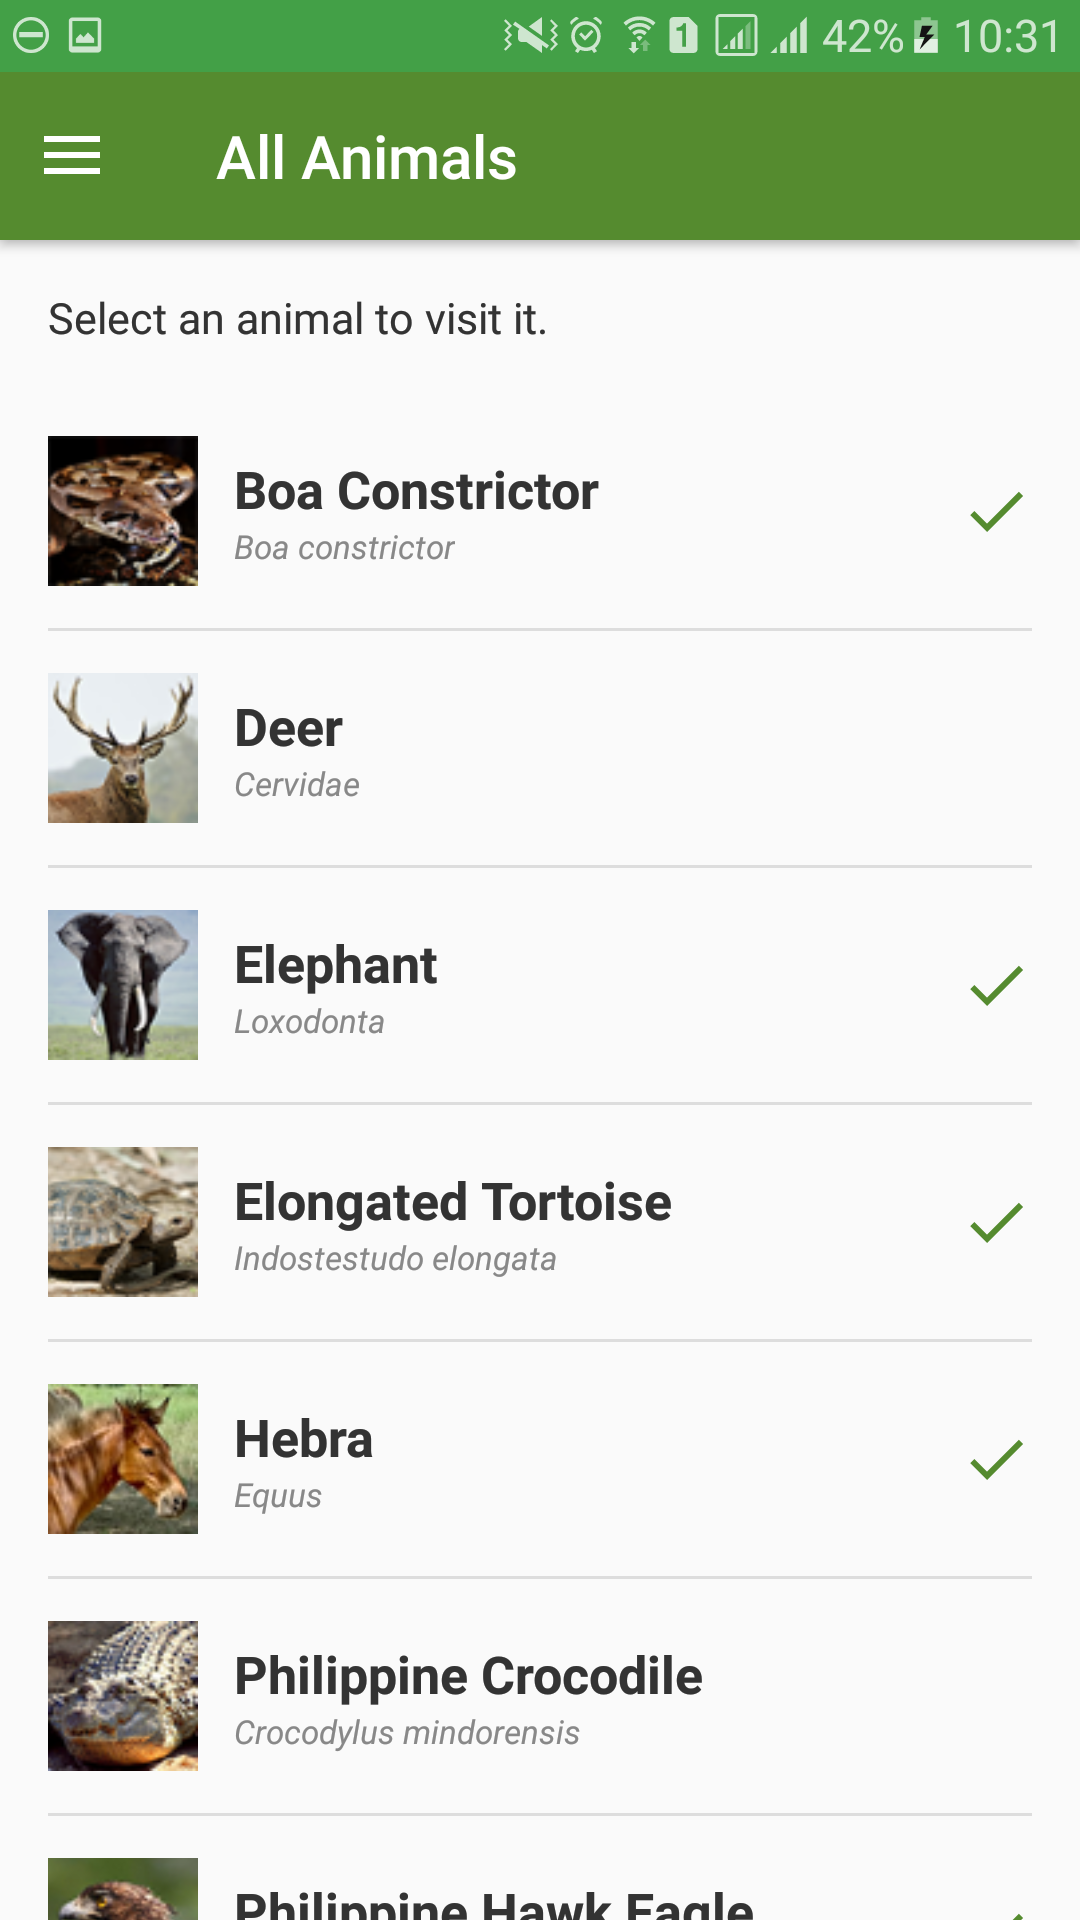 1 42% 10:31
All Animals
Select an animal to visit it.
Boa Constrictor
Boa constrictor
Deer
Cervidae
Elephant
Loxodonta
Elongated Tortoise
Indostestudo elongata
Hebra
Equus
Philippine Crocodile
Crocodylus mindorensis
Philippine Hawk Eagle